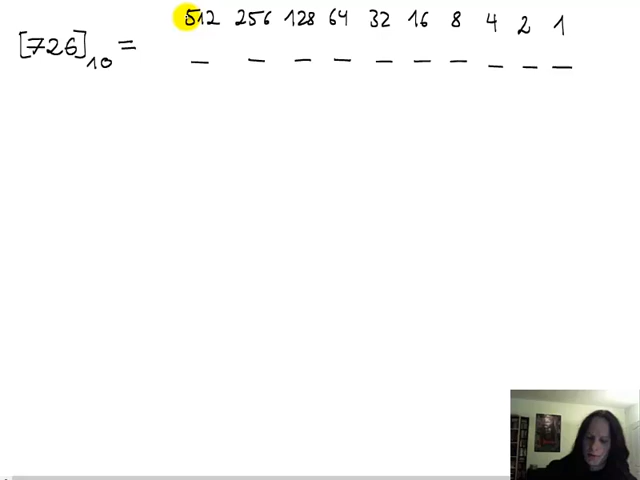 512 256 128 64 32 16 8 4 2 1
[726]10 = _ _ _ _ _ _ _ _ _ _